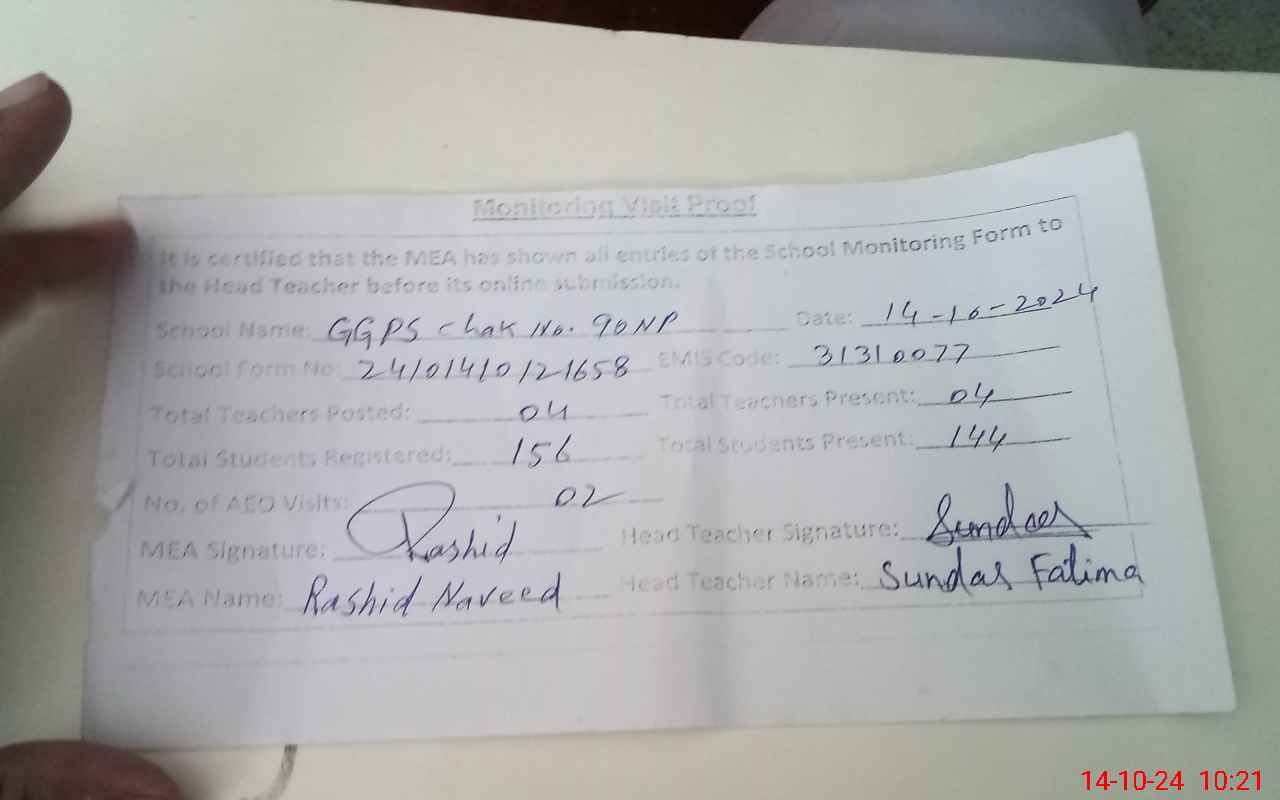 Monitoring Visit Proof
It is certified that the MEA has shown all entries of the School Monitoring Form to
the Head Teacher before its online submission.
School Name: GGPS Chak No. 90NP Date: 14-10-2024
School Form No: 24101410121658 EMIS Code: 31310077
Total Teachers Posted: 04 Total Teachers Present: 04
Total Students Registered: 156 Total Students Present: 144
No. of AEO Visits: 02
MEA Signature: Rashid Head Teacher Signature: Sundas
MEA Name: Rashid Naveed Head Teacher Name: Sundas Fatima
14-10-24 10:21